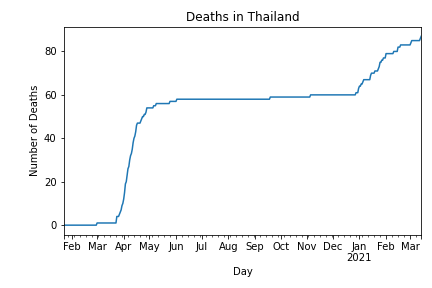 Deaths in Thailand
Number of Deaths
80
60
40
20
0
Feb Mar Apr May Jun Jul Aug Sep Oct Nov Dec Jan Feb Mar
2021
Day